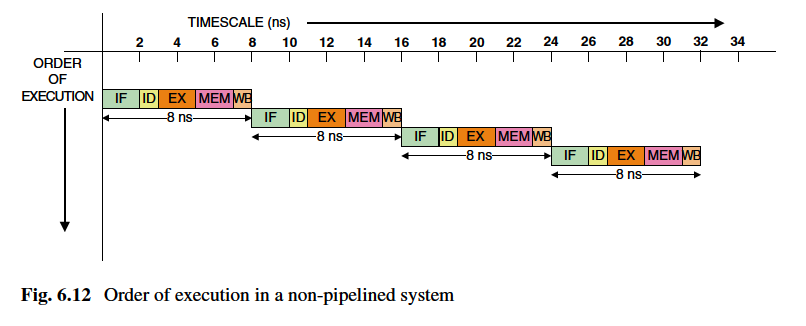 TIMESCALE (ns)
2 4 6 8 10 12 14 16 18 20 22 24 26 28 30 32 34
ORDER
OF
EXECUTION
IF ID EX MEM WB
8 ns
IF ID EX MEM WB
8 ns
IF ID EX MEM WB
8 ns
IF ID EX MEM WB
8 ns
Fig. 6.12 Order of execution in a non-pipelined system